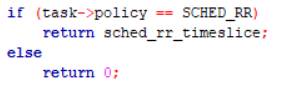 if (task->policy == SCHED_RR)
    return sched_rr_timeslice;
else
    return 0;